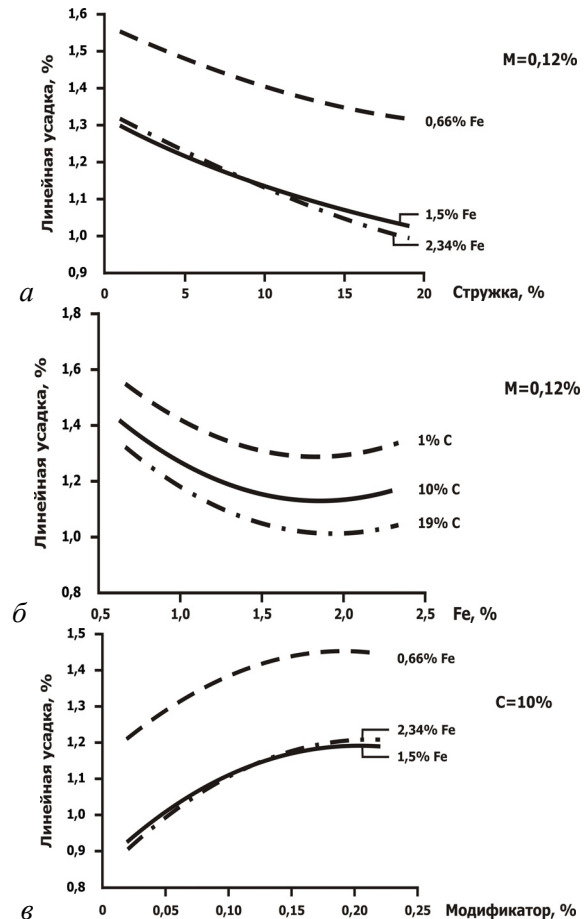 1,6
1,5
1,4
1,3
1,2
1,1
1,0
0,9
Линейная усадка, %
М=0,12%
0,66% Fe
1,5% Fe
2,34% Fe
0 5 10 15 20
Стружка, %
а
1,8
1,6
1,4
1,2
1,0
0,8
Линейная усадка, %
М=0,12%
1% С
10% С
19% С
0,5 1,0 1,5 2,0 2,5
Fe, %
б
1,5
1,4
1,3
1,2
1,1
1,0
0,9
0,8
Линейная усадка, %
0,66% Fe
С=10%
2,34% Fe
1,5% Fe
0 0,05 0,10 0,15 0,20 0,25
Модификатор, %
в